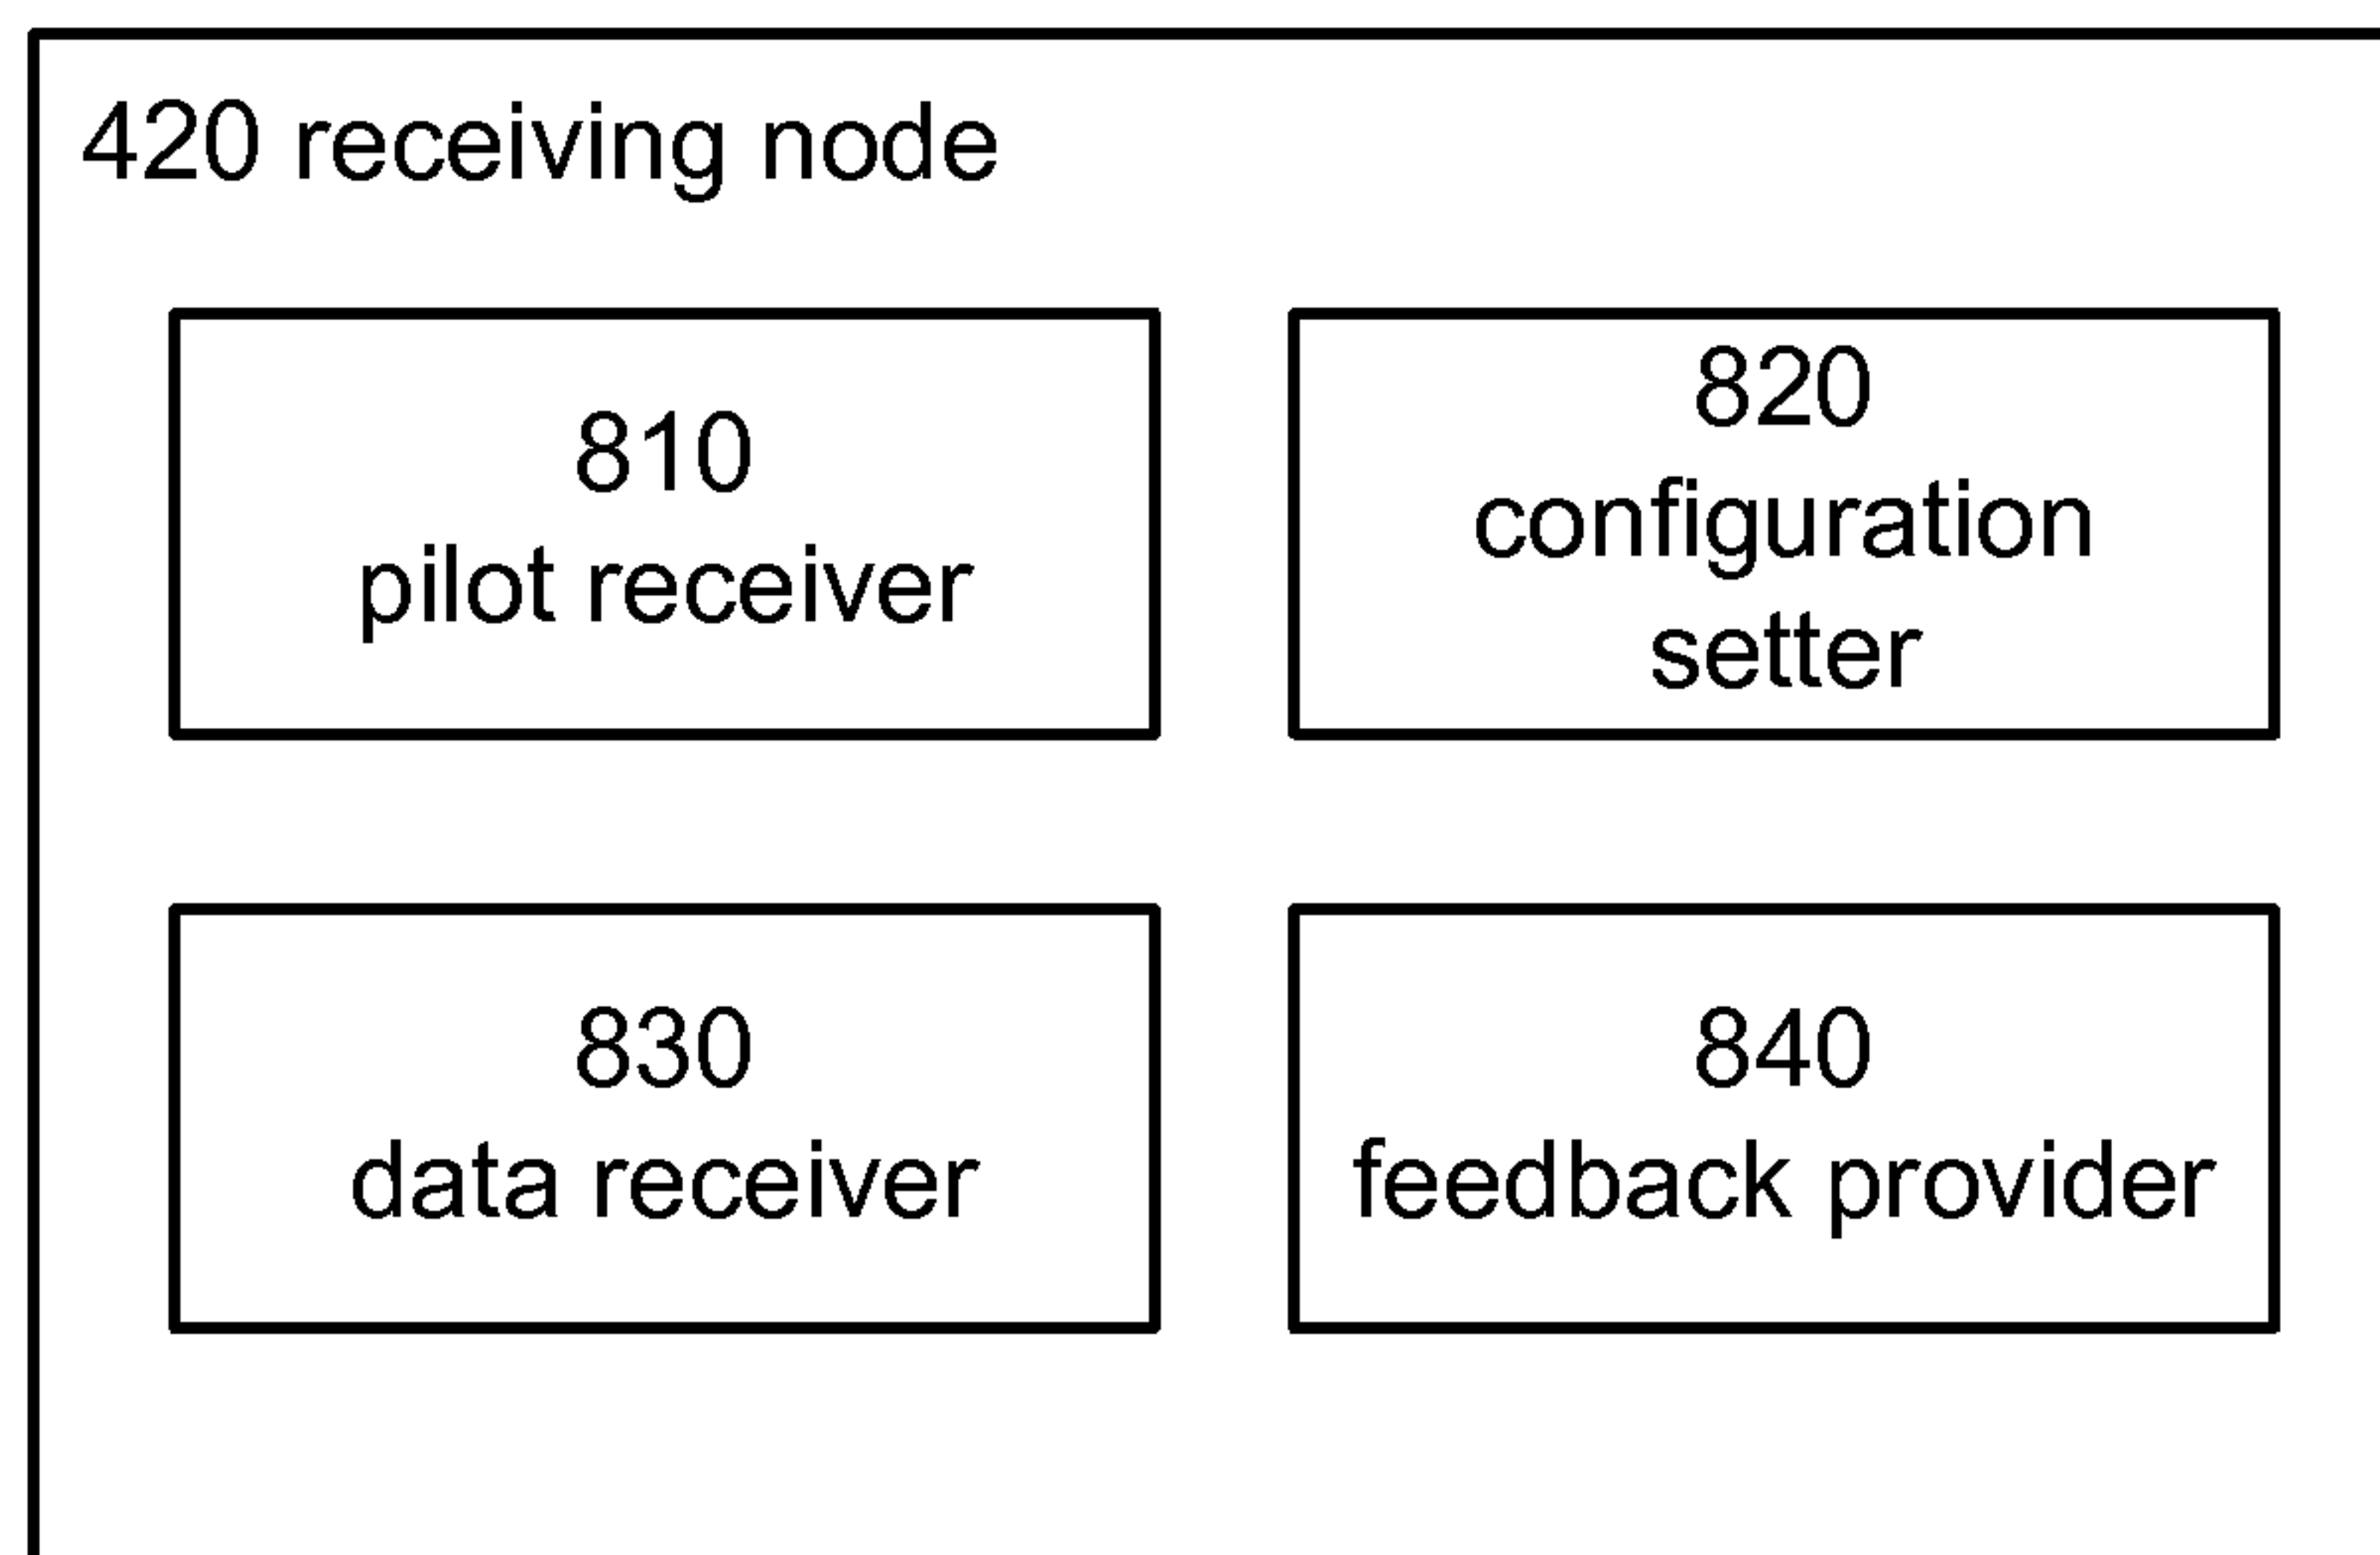 420 receiving node
810
pilot receiver
820
configuration
setter
830
data receiver
840
feedback provider